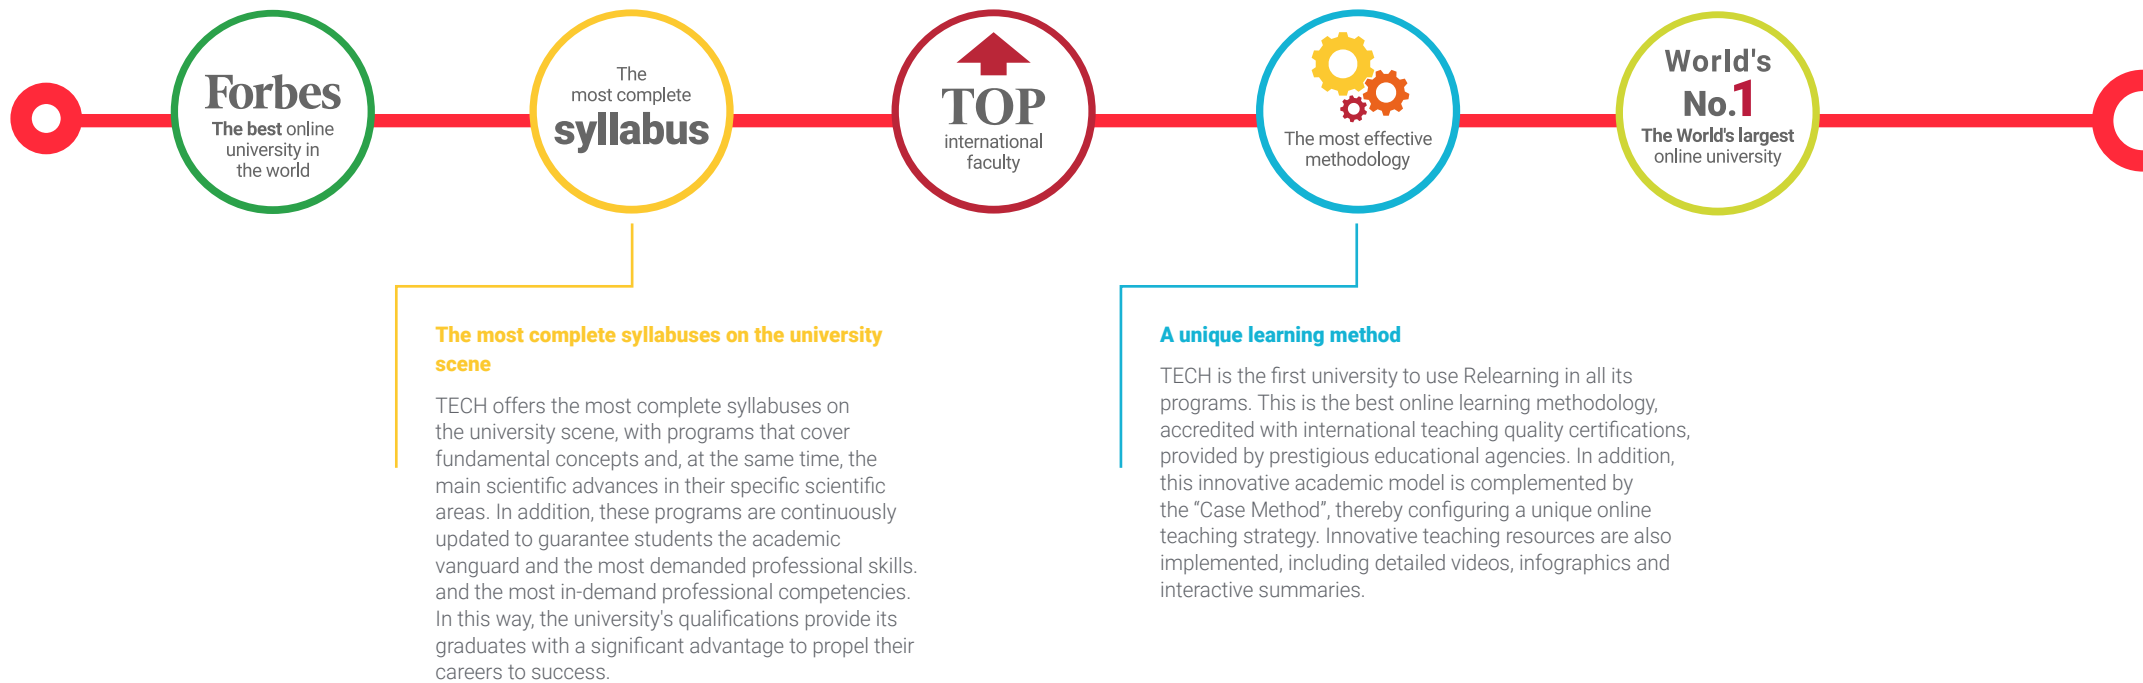 Forbes
The best online
university in
the world
The
most complete
syllabus
TOP
international
faculty
The most effective
methodology
World's
No.1
The World's largest
online university
The most complete syllabuses on the university
scene
TECH offers the most complete syllabuses on
the university scene, with programs that cover
fundamental concepts and, at the same time, the
main scientific advances in their specific scientific
areas. In addition, these programs are continuously
updated to guarantee students the academic
vanguard and the most demanded professional skills.
and the most in-demand professional competencies.
In this way, the university's qualifications provide its
graduates with a significant advantage to propel their
careers to success.
A unique learning method
TECH is the first university to use Relearning in all its
programs. This is the best online learning methodology,
accredited with international teaching quality certifications,
provided by prestigious educational agencies. In addition,
this innovative academic model is complemented by
the “Case Method”, thereby configuring a unique online
teaching strategy. Innovative teaching resources are also
implemented, including detailed videos, infographics and
interactive summaries.